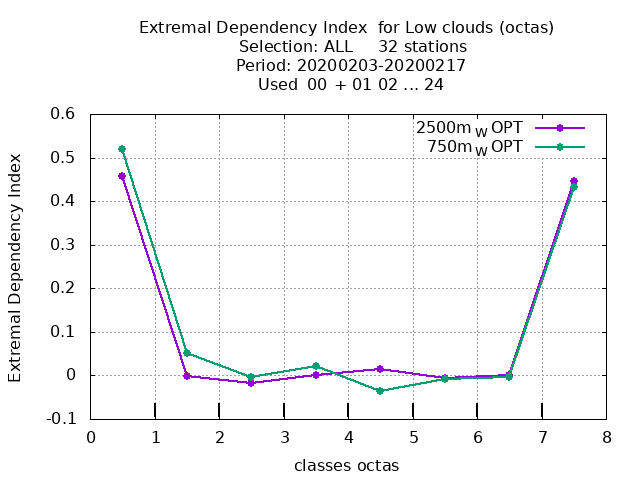 Extremal Dependency Index  for Low clouds (octas)
Selection: ALL     32 stations
Period: 20200203-20200217
Used  00  + 01 02 ... 24
2500m W OPT
750m W OPT
Extremal Dependency Index
0.6
0.5
0.4
0.3
0.2
0.1
0
-0.1
0 1 2 3 4 5 6 7 8
classes octas